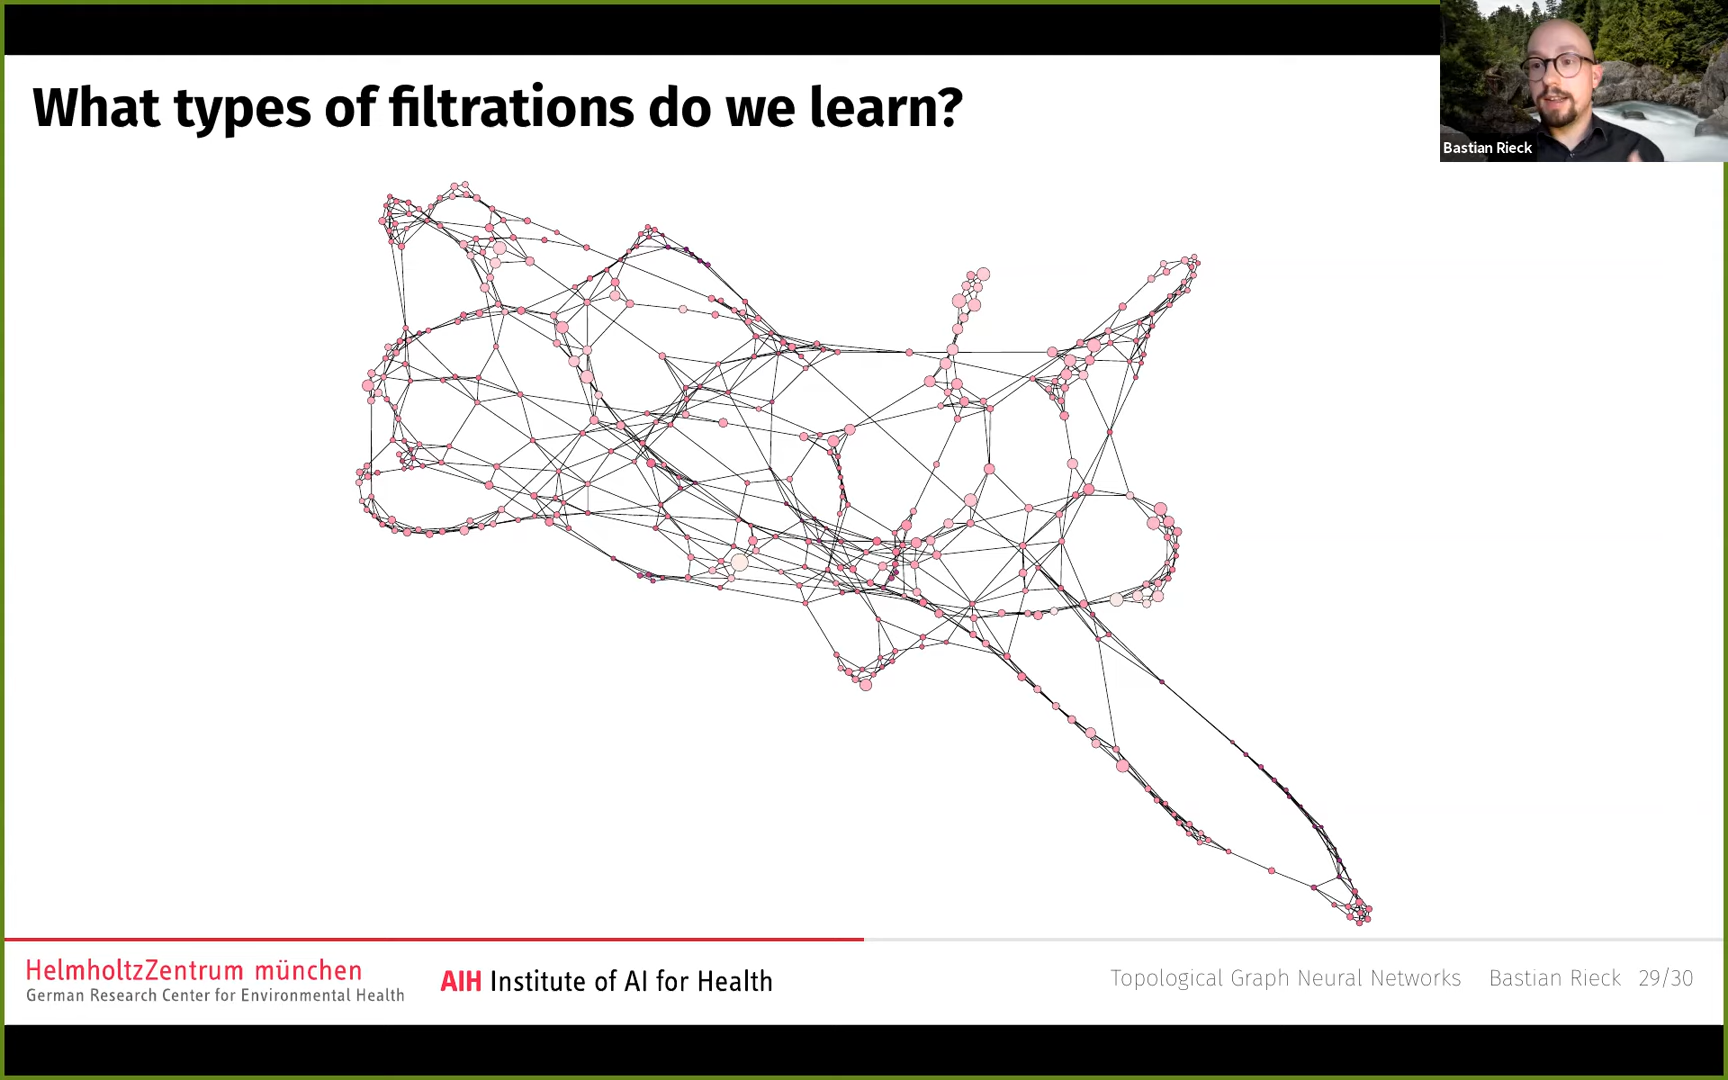 What types of filtrations do we learn?
Bastian Rieck
HelmholtzZentrum münchen
German Research Center for Environmental Health
AIH Institute of AI for Health
Topological Graph Neural Networks Bastian Rieck 29/30